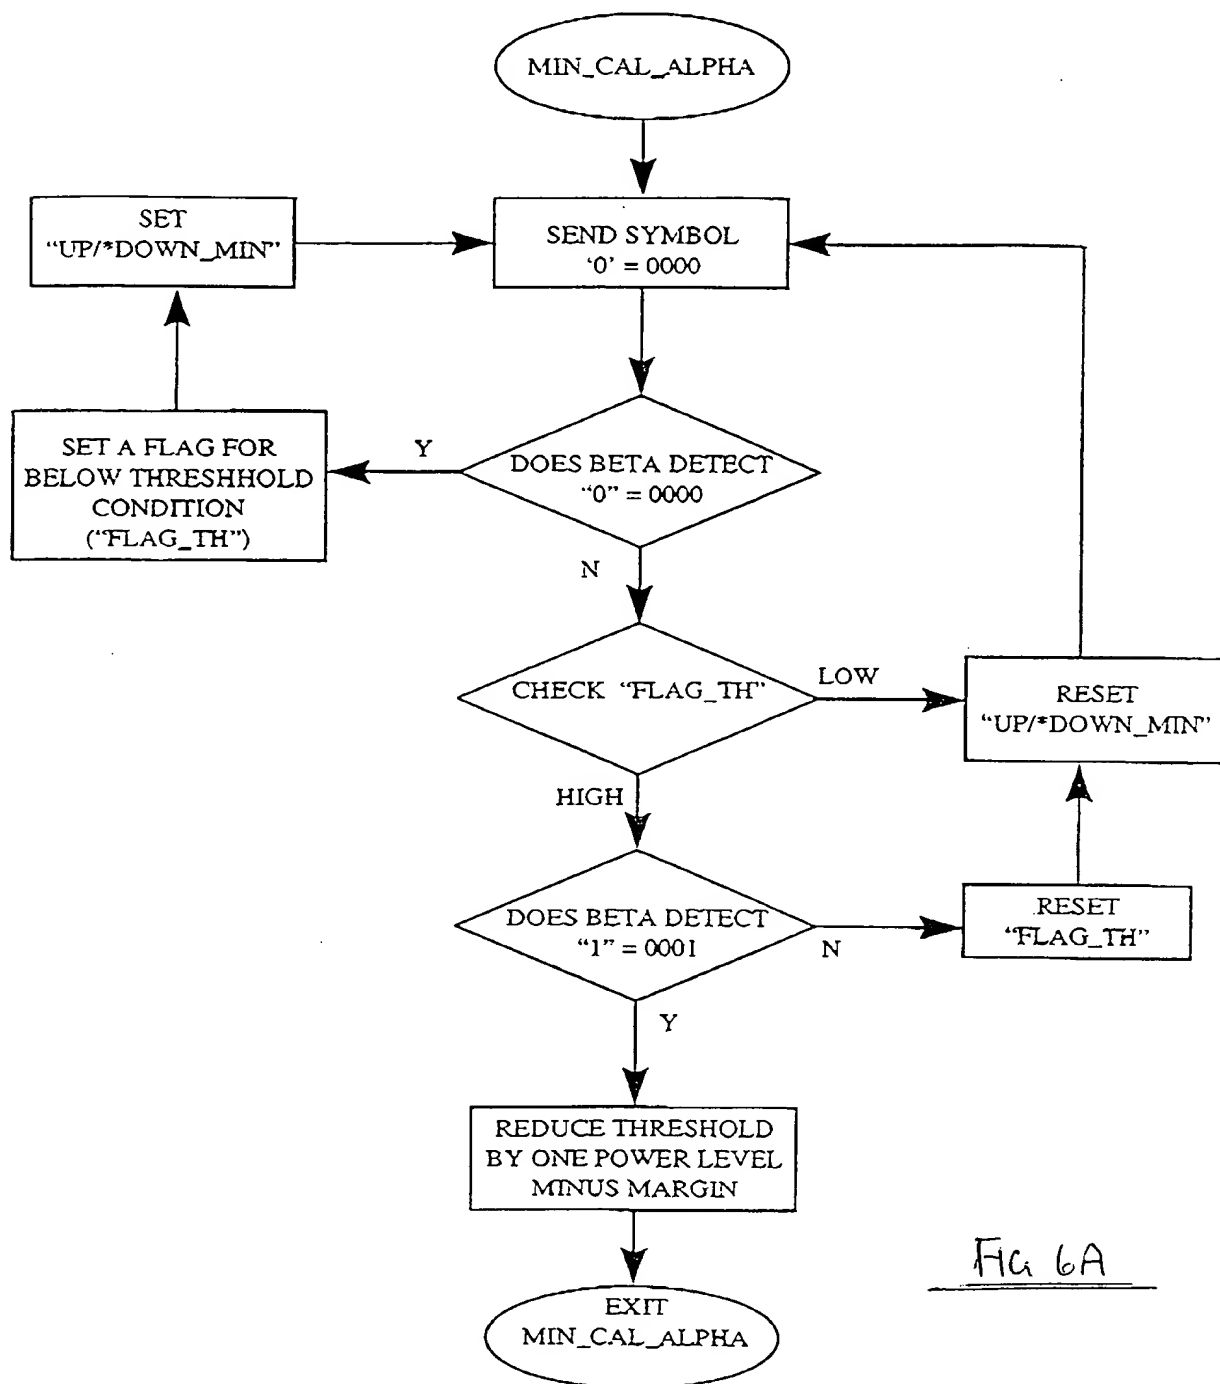 MIN_CAL_ALPHA
SET
“UP/*DOWN_MIN”
SEND SYMBOL
‘0’ = 0000
SET A FLAG FOR
BELOW THRESHHOLD
CONDITION
(“FLAG_TH”)
Y
DOES BETA DETECT
“0” = 0000
N
CHECK “FLAG_TH”
LOW
RESET
“UP/*DOWN_MIN”
HIGH
DOES BETA DETECT
“1” = 0001
N
RESET
“FLAG_TH”
Y
REDUCE THRESHOLD
BY ONE POWER LEVEL
MINUS MARGIN
EXIT
MIN_CAL_ALPHA
FIG 6A